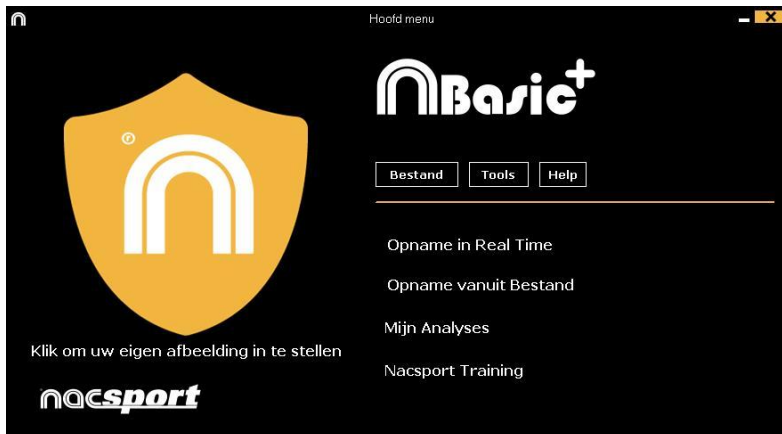 Hoofd menu
Basic+
Bestand
Tools
Help
Opname in Real Time
Opname vanuit Bestand
Mijn Analyses
Nacsport Training
Klik om uw eigen afbeelding in te stellen
nacsport